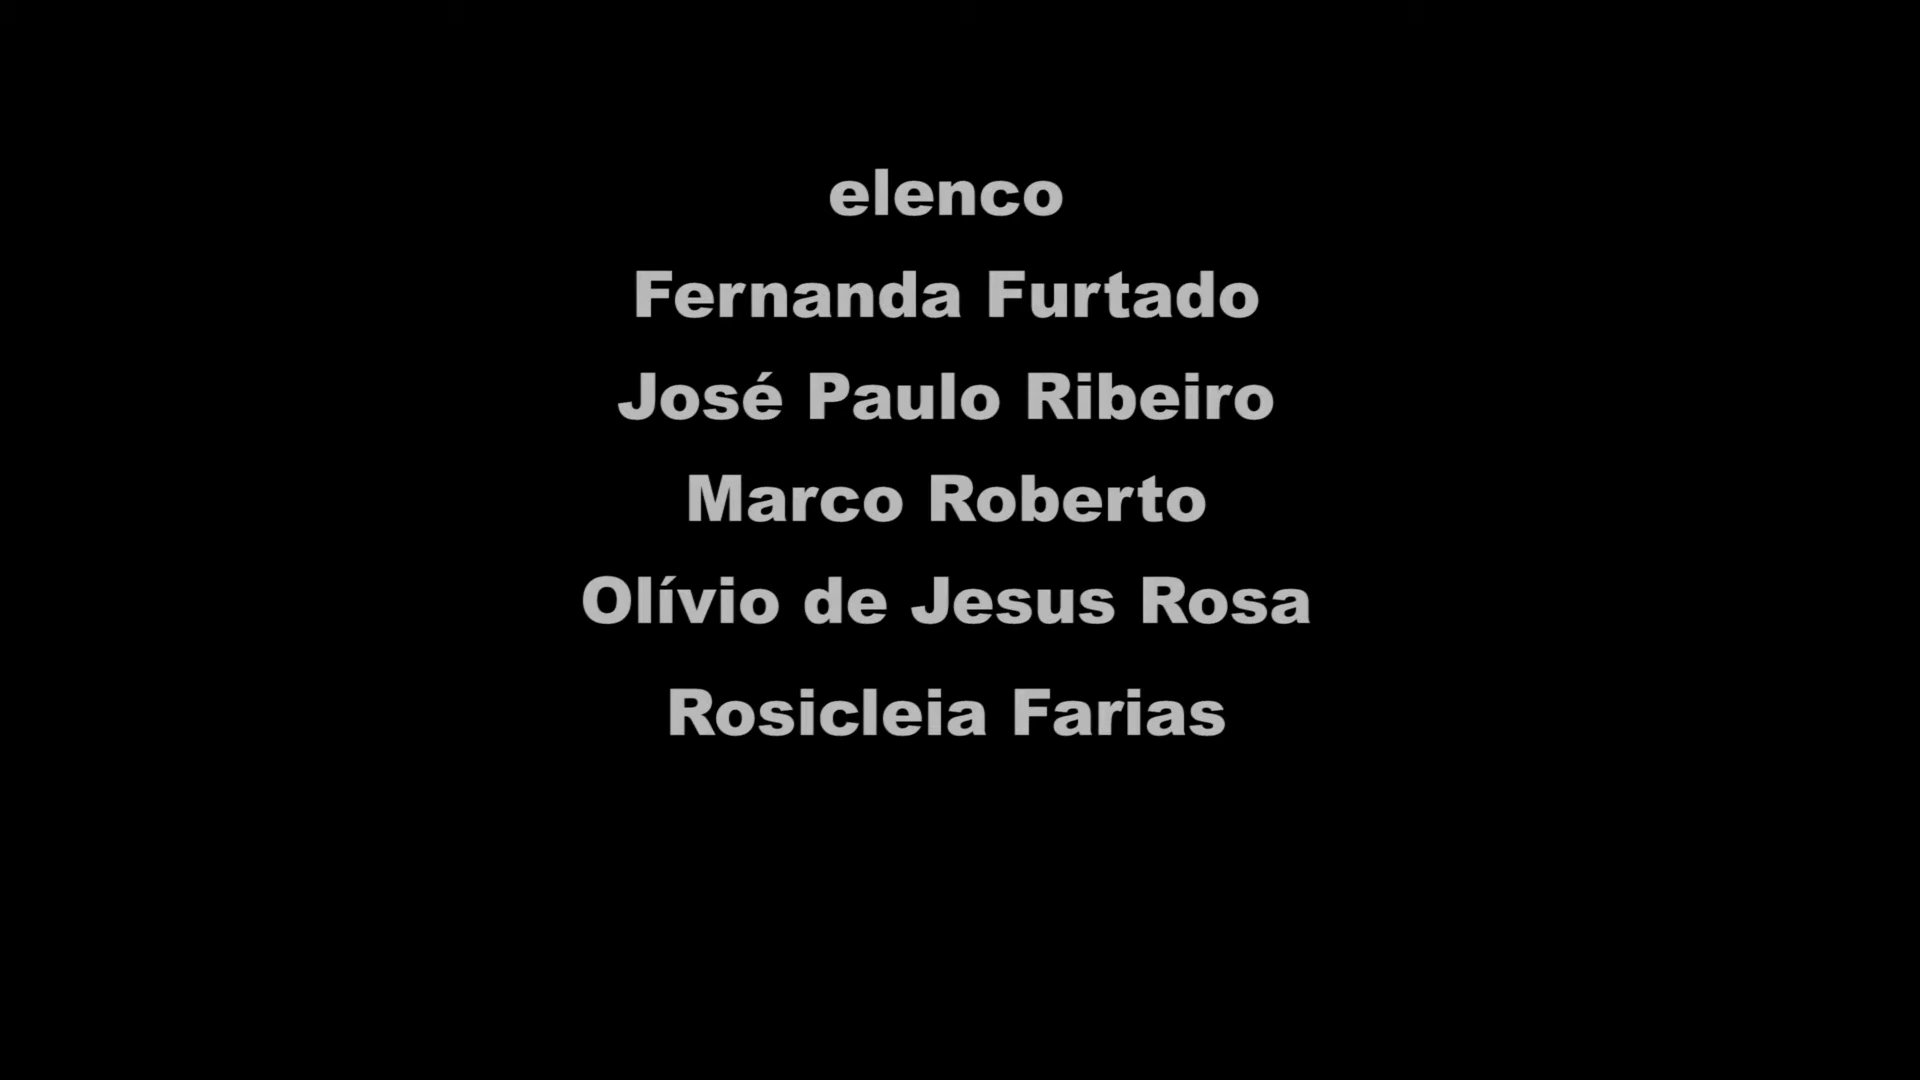 elenco
Fernanda Furtado
José Paulo Ribeiro
Marco Roberto
Olívio de Jesus Rosa
Rosicleia Farias